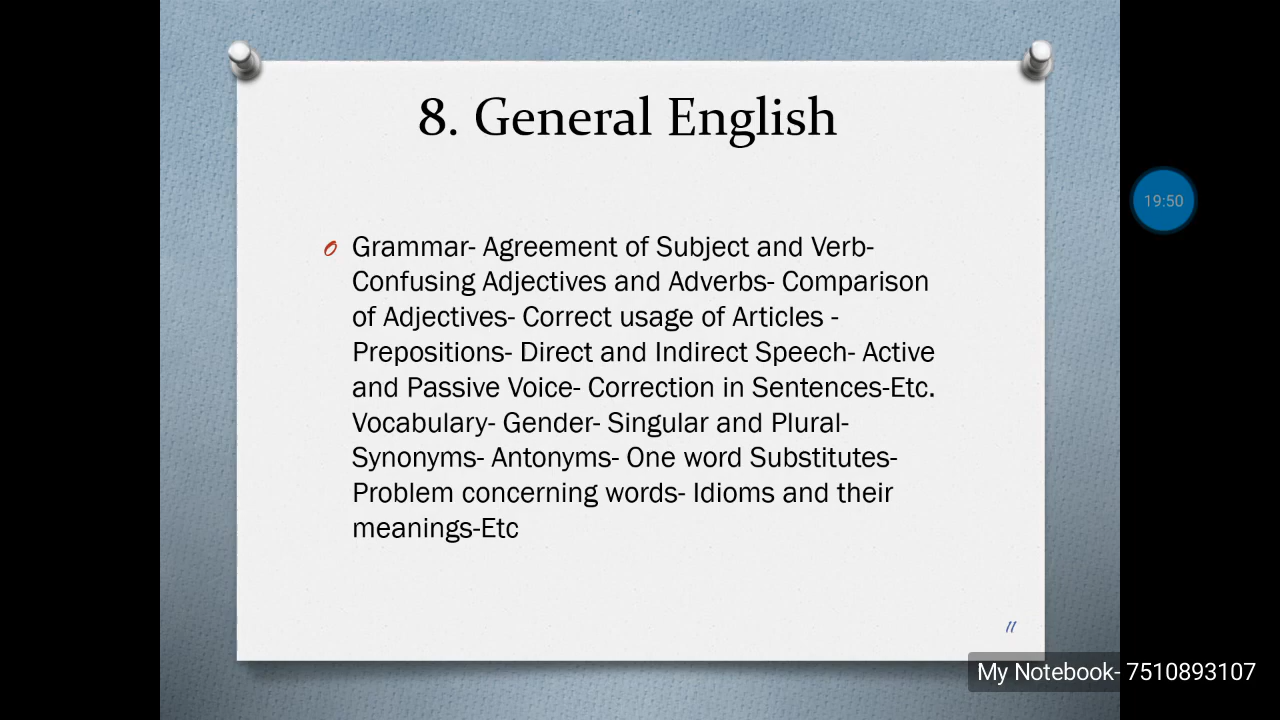 8. General English
19:50
Grammar- Agreement of Subject and Verb-
Confusing Adjectives and Adverbs- Comparison
of Adjectives- Correct usage of Articles -
Prepositions- Direct and Indirect Speech- Active
and Passive Voice- Correction in Sentences-Etc.
Vocabulary- Gender- Singular and Plural-
Synonyms- Antonyms- One word Substitutes-
Problem concerning words- Idioms and their
meanings-Etc
11
My Notebook- 7510893107